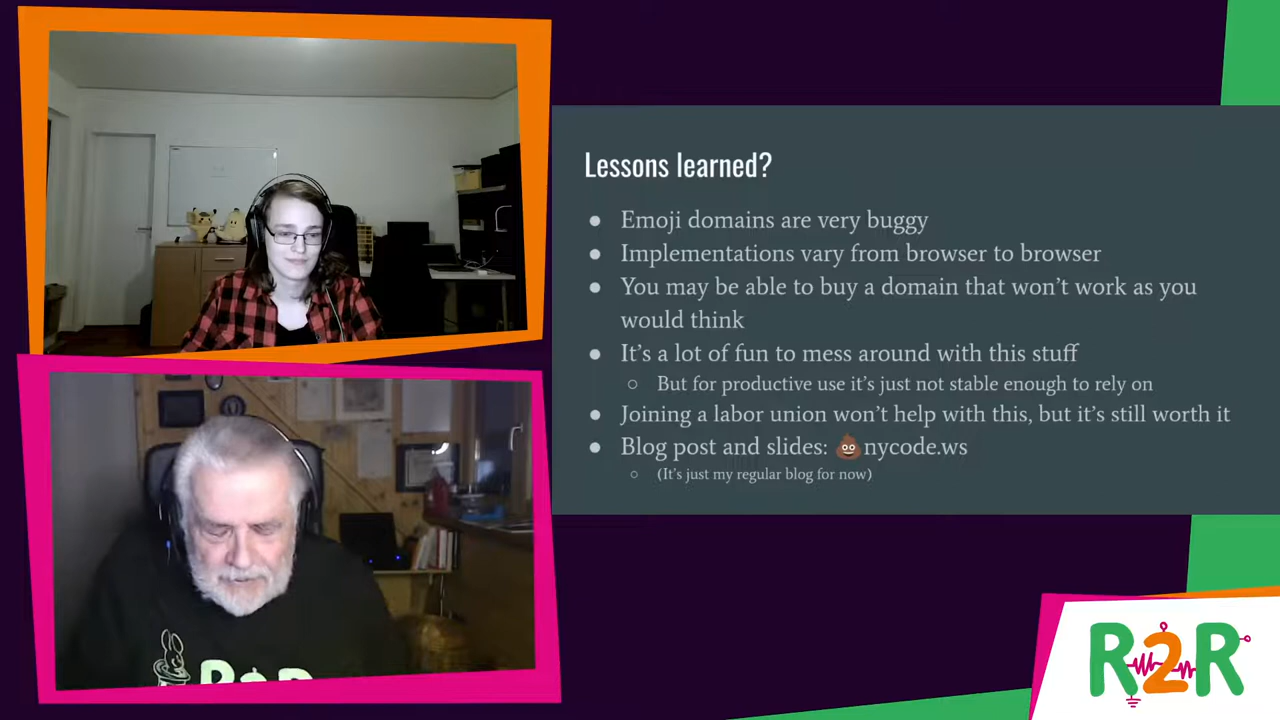 Lessons learned?
● Emoji domains are very buggy
● Implementations vary from browser to browser
● You may be able to buy a domain that won't work as you
would think
● It's a lot of fun to mess around with this stuff
○ But for productive use it's just not stable enough to rely on
● Joining a labor union won't help with this, but it's still worth it
● Blog post and slides: 💩nycode.ws
○ (It's just my regular blog for now)
R2R
R2R